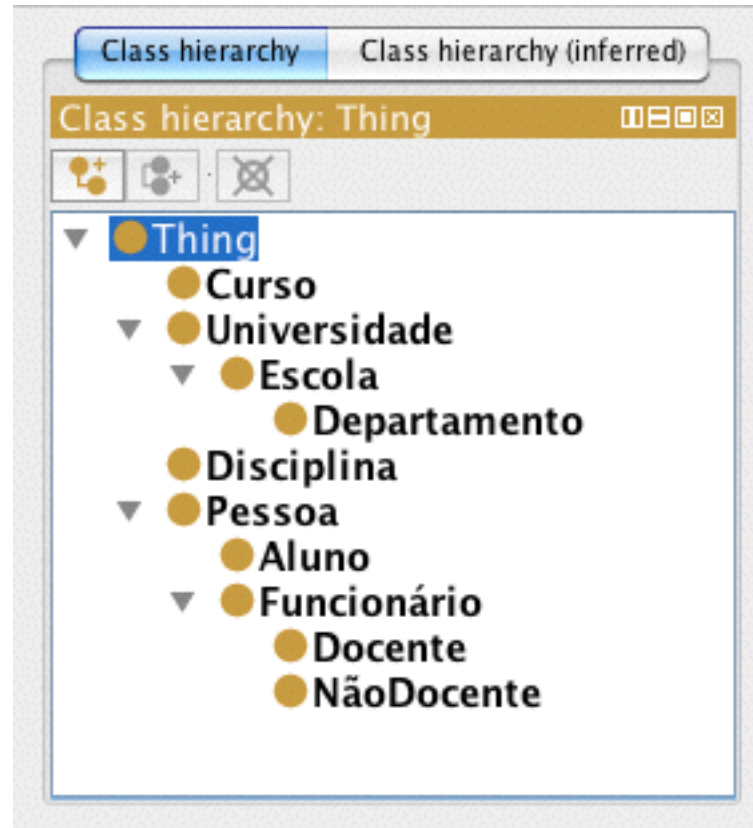 Class hierarchy Class hierarchy (inferred)
Class hierarchy: Thing
Thing
Curso
Universidade
Escola
Departamento
Disciplina
Pessoa
Aluno
Funcionário
Docente
NãoDocente